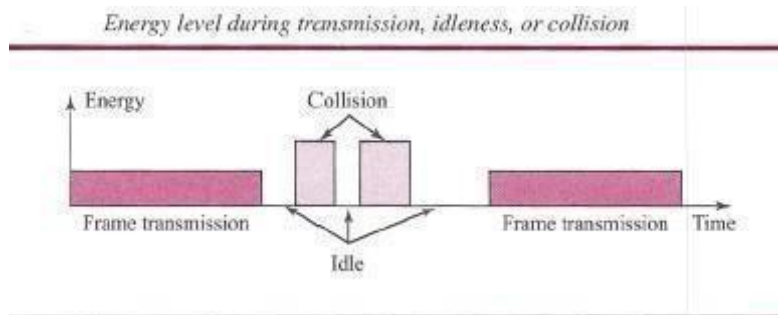 Energy level during transmission, idleness, or collision
Energy
Collision
Frame transmission
Frame transmission
Time
Idle